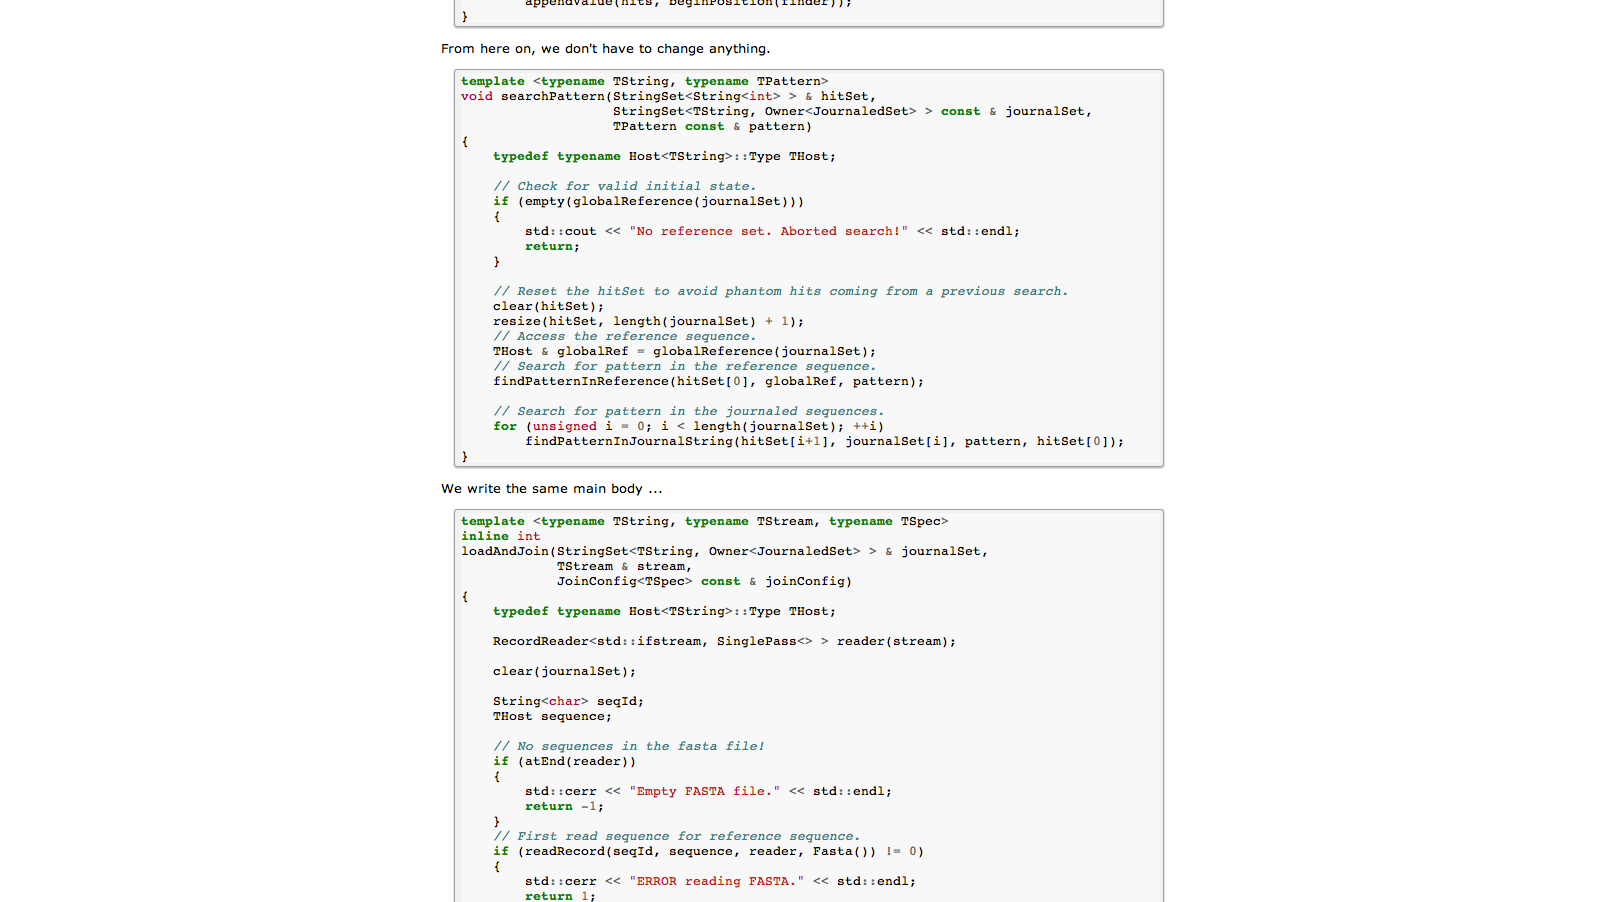 appendValue(hits, beginPosition(finder));
}
From here on, we don't have to change anything.
template <typename TString, typename TPattern>
void searchPattern(StringSet<String<int> > & hitSet,
                   StringSet<TString, Owner<JournaledSet> > const & journalSet,
                   TPattern const & pattern)
{
    typedef typename Host<TString>::Type THost;

    // Check for valid initial state.
    if (empty(globalReference(journalSet)))
    {
        std::cout << "No reference set. Aborted search!" << std::endl;
        return;
    }

    // Reset the hitSet to avoid phantom hits coming from a previous search.
    clear(hitSet);
    resize(hitSet, length(journalSet) + 1);
    // Access the reference sequence.
    THost & globalRef = globalReference(journalSet);
    // Search for pattern in the reference sequence.
    findPatternInReference(hitSet[0], globalRef, pattern);

    // Search for pattern in the journaled sequences.
    for (unsigned i = 0; i < length(journalSet); ++i)
        findPatternInJournalString(hitSet[i+1], journalSet[i], pattern, hitSet[0]);
}
We write the same main body ...
template <typename TString, typename TStream, typename TSpec>
inline int
loadAndJoin(StringSet<TString, Owner<JournaledSet> > & journalSet,
            TStream & stream,
            JoinConfig<TSpec> const & joinConfig)
{
    typedef typename Host<TString>::Type THost;

    RecordReader<std::ifstream, SinglePass<> > reader(stream);

    clear(journalSet);

    String<char> seqId;
    THost sequence;

    // No sequences in the fasta file!
    if (atEnd(reader))
    {
        std::cerr << "Empty FASTA file." << std::endl;
        return -1;
    }
    // First read sequence for reference sequence.
    if (readRecord(seqId, sequence, reader, Fasta()) != 0)
    {
        std::cerr << "ERROR reading FASTA." << std::endl;
        return 1;